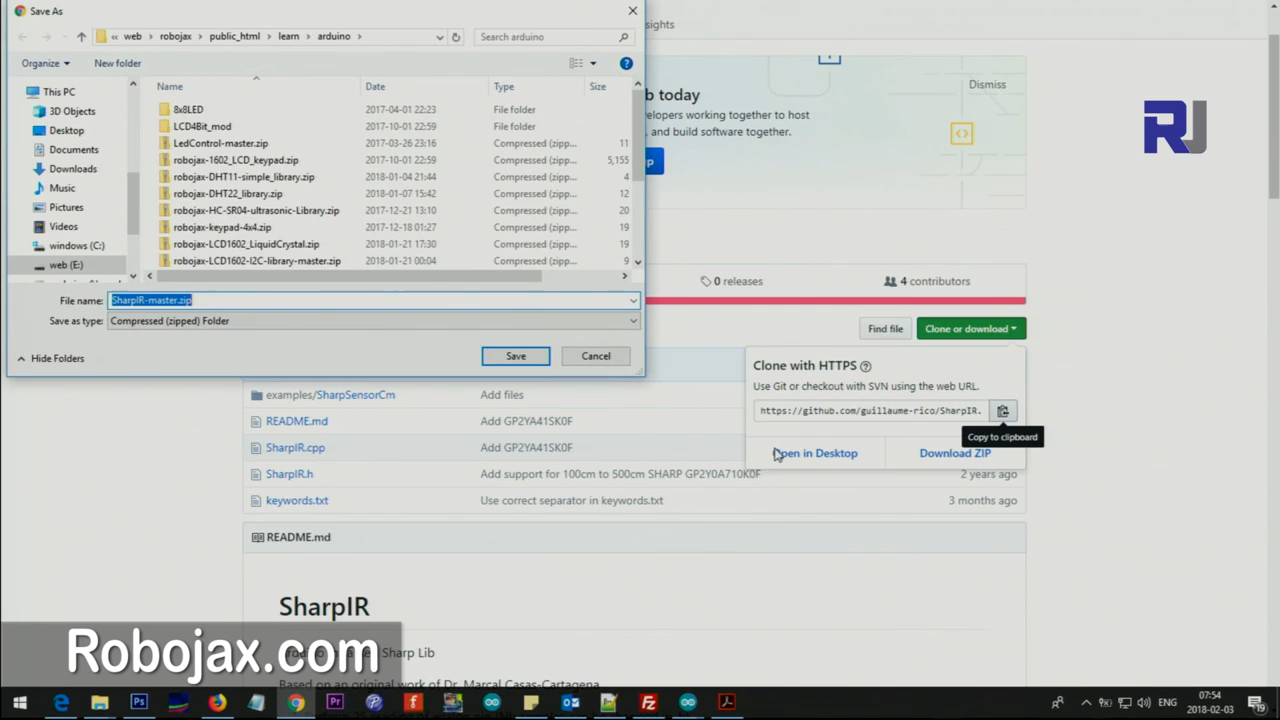 Save As
« web › robojax › public_html › learn › arduino ›
Search arduino
Organize
New folder
Name Date Type Size
This PC
3D Objects
Desktop
Documents
Downloads
Music
Pictures
Videos
windows (C:)
web (E:)
8x8LED 2017-04-01 22:23 File folder
LCD4Bit_mod 2017-10-01 22:59 File folder
LedControl-master.zip 2017-03-26 23:16 Compressed (zipp... 11
robojax-1602_LCD_keypad.zip 2017-10-01 22:59 Compressed (zipp... 5,155
robojax-DHT11-simple_library.zip 2018-01-04 21:44 Compressed (zipp... 4
robojax-DHT22_library.zip 2018-01-07 15:42 Compressed (zipp... 12
robojax-HC-SR04-ultrasonic-Library.zip 2017-12-21 13:10 Compressed (zipp... 20
robojax-keypad-4x4.zip 2017-12-18 01:27 Compressed (zipp... 19
robojax-LCD1602_LiquidCrystal.zip 2018-01-21 17:30 Compressed (zipp... 19
robojax-LCD1602-I2C-library-master.zip 2018-01-21 00:04 Compressed (zipp... 9
File name: SharpIR-master.zip
Save as type: Compressed (zipped) Folder
Hide Folders
Save
Cancel
sights
b today
Dismiss
elopers working together to host
, and build software together.
p
RJ
0 releases
4 contributors
Find file
Clone or download
Clone with HTTPS
Use Git or checkout with SVN using the web URL.
https://github.com/guillaume-rico/SharpIR.
Copy to clipboard
Open in Desktop
Download ZIP
examples/SharpSensorCm Add files
README.md Add GP2YA41SK0F
SharpIR.cpp Add GP2YA41SK0F
SharpIR.h Add support for 100cm to 500cm SHARP GP2Y0A710K0F 2 years ago
keywords.txt Use correct separator in keywords.txt 3 months ago
README.md
SharpIR
Sharp Lib
Based on an original work of Dr. Marcal Casas-Cartagena
Robojax.com
ENG
07:54
2018-02-03
19